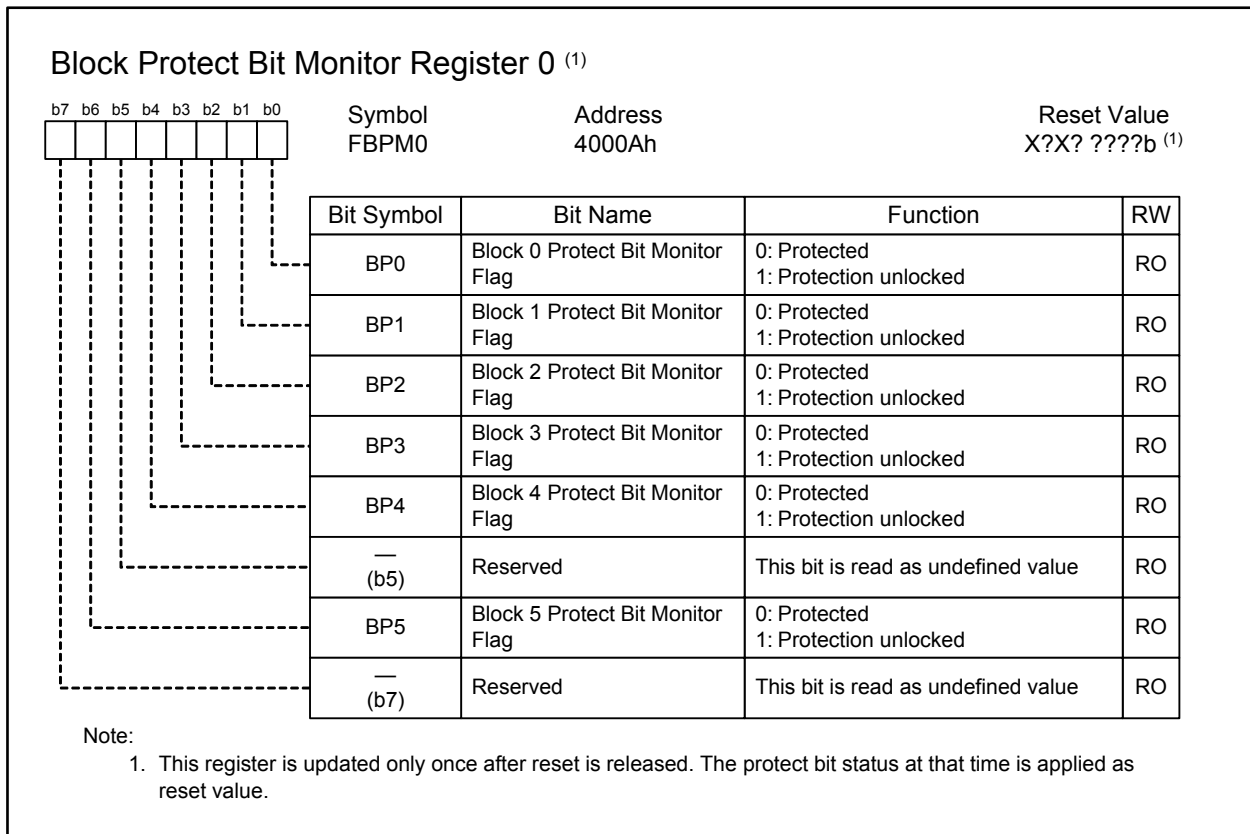 Block Protect Bit Monitor Register 0 (1)
b7 b6 b5 b4 b3 b2 b1 b0
Symbol Address Reset Value
FBPM0 4000Ah X?X? ????b (1)
Bit Symbol Bit Name Function RW
BP0 Block 0 Protect Bit Monitor Flag 0: Protected 1: Protection unlocked RO
BP1 Block 1 Protect Bit Monitor Flag 0: Protected 1: Protection unlocked RO
BP2 Block 2 Protect Bit Monitor Flag 0: Protected 1: Protection unlocked RO
BP3 Block 3 Protect Bit Monitor Flag 0: Protected 1: Protection unlocked RO
BP4 Block 4 Protect Bit Monitor Flag 0: Protected 1: Protection unlocked RO
— (b5) Reserved This bit is read as undefined value RO
BP5 Block 5 Protect Bit Monitor Flag 0: Protected 1: Protection unlocked RO
— (b7) Reserved This bit is read as undefined value RO
Note:
1. This register is updated only once after reset is released. The protect bit status at that time is applied as
reset value.